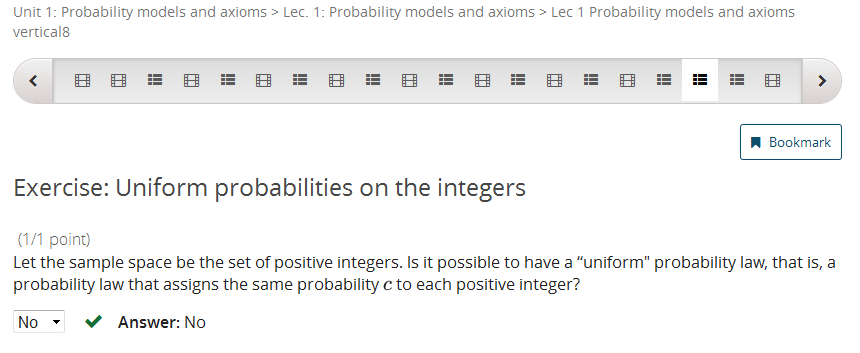 Unit 1: Probability models and axioms > Lec. 1: Probability models and axioms > Lec 1 Probability models and axioms
vertical8
Bookmark
Exercise: Uniform probabilities on the integers
(1/1 point)
Let the sample space be the set of positive integers. Is it possible to have a “uniform" probability law, that is, a
probability law that assigns the same probability c to each positive integer?
No Answer: No